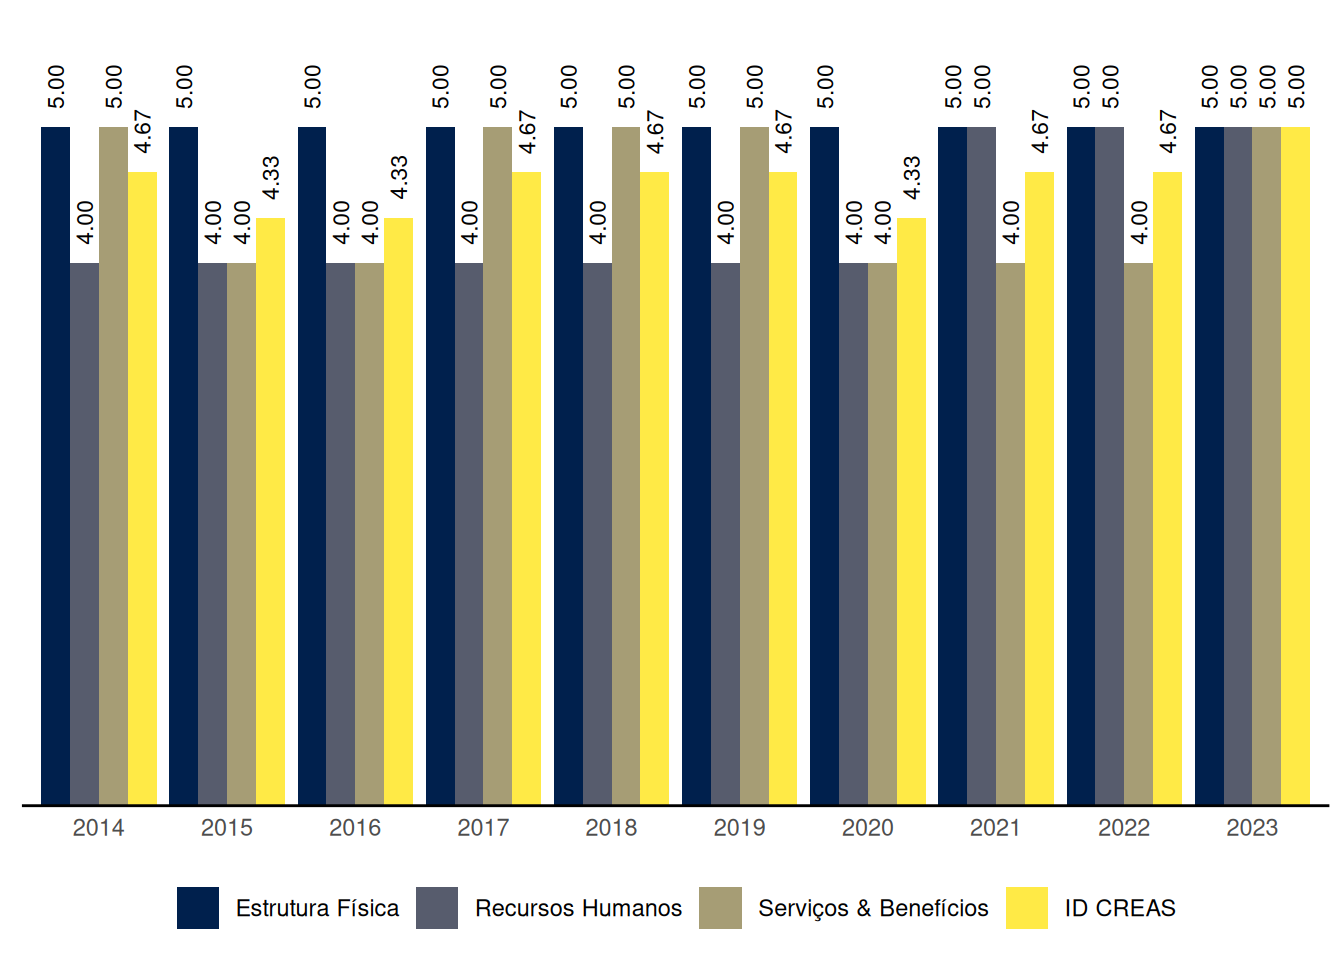 5.00 4.00 5.00 4.67 5.00 4.00 4.00 4.33 5.00 4.00 4.00 4.33 5.00 4.00 5.00 4.67 5.00 4.00 5.00 4.67 5.00 4.00 5.00 4.67 5.00 4.00 4.00 4.33 5.00 5.00 4.00 4.67 5.00 5.00 4.00 4.67 5.00 5.00 5.00 5.00
2014 2015 2016 2017 2018 2019 2020 2021 2022 2023
Estrutura Física Recursos Humanos Serviços & Benefícios ID CREAS